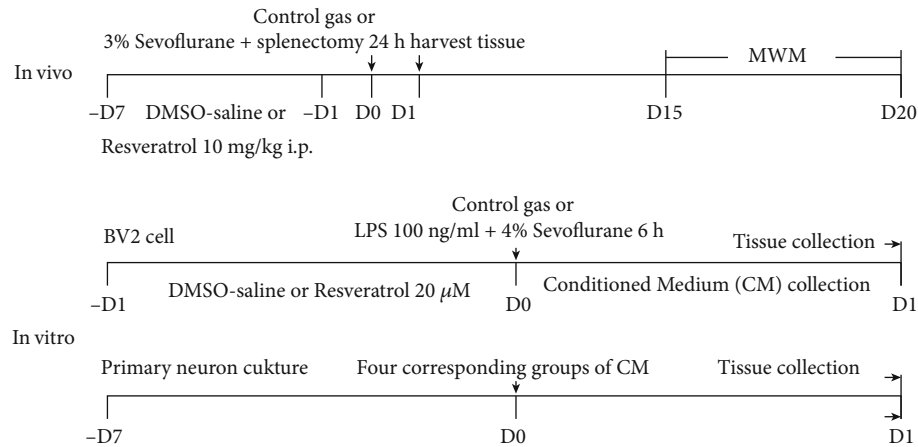 Control gas or
3% Sevoflurane + splenectomy 24 h harvest tissue
In vivo
MWM
–D7 DMSO-saline or –D1 D0 D1 D15 D20
Resveratrol 10 mg/kg i.p.
Control gas or
BV2 cell LPS 100 ng/ml + 4% Sevoflurane 6 h
Tissue collection
–D1 DMSO-saline or Resveratrol 20 μM D0 Conditioned Medium (CM) collection D1
In vitro
Primary neuron cukture Four corresponding groups of CM Tissue collection
–D7 D0 D1